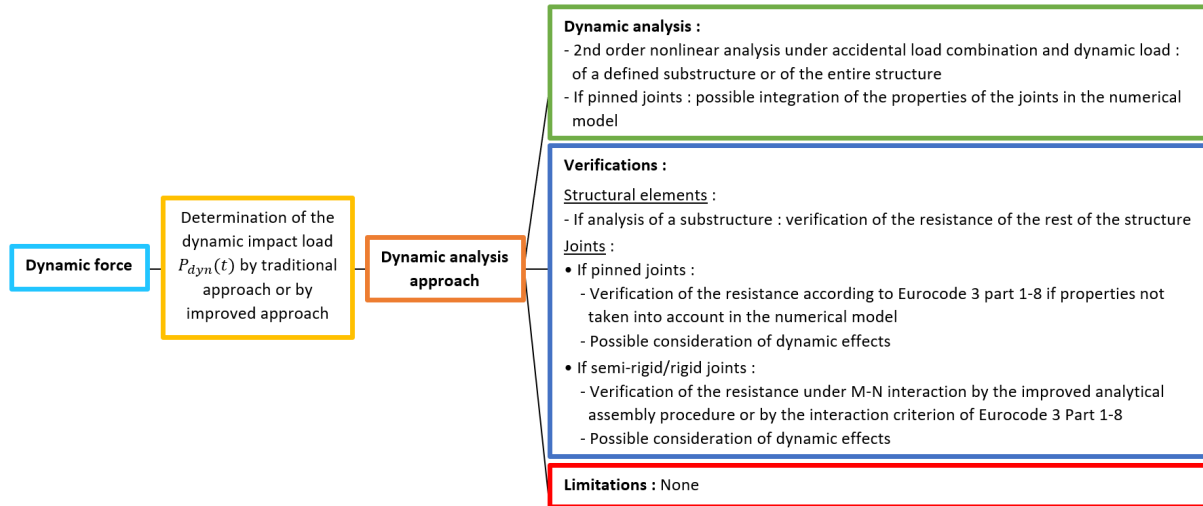 Dynamic force
Determination of the
dynamic impact load
𝑃𝑑𝑦𝑛(𝑡) by traditional
approach or by
improved approach
Dynamic analysis
approach
Dynamic analysis :
- 2nd order nonlinear analysis under accidental load combination and dynamic load :
of a defined substructure or of the entire structure
- If pinned joints : possible integration of the properties of the joints in the numerical
model
Verifications :
Structural elements :
- If analysis of a substructure : verification of the resistance of the rest of the structure
Joints :
• If pinned joints :
- Verification of the resistance according to Eurocode 3 part 1-8 if properties not
taken into account in the numerical model
- Possible consideration of dynamic effects
• If semi-rigid/rigid joints :
- Verification of the resistance under M-N interaction by the improved analytical
assembly procedure or by the interaction criterion of Eurocode 3 Part 1-8
- Possible consideration of dynamic effects
Limitations : None